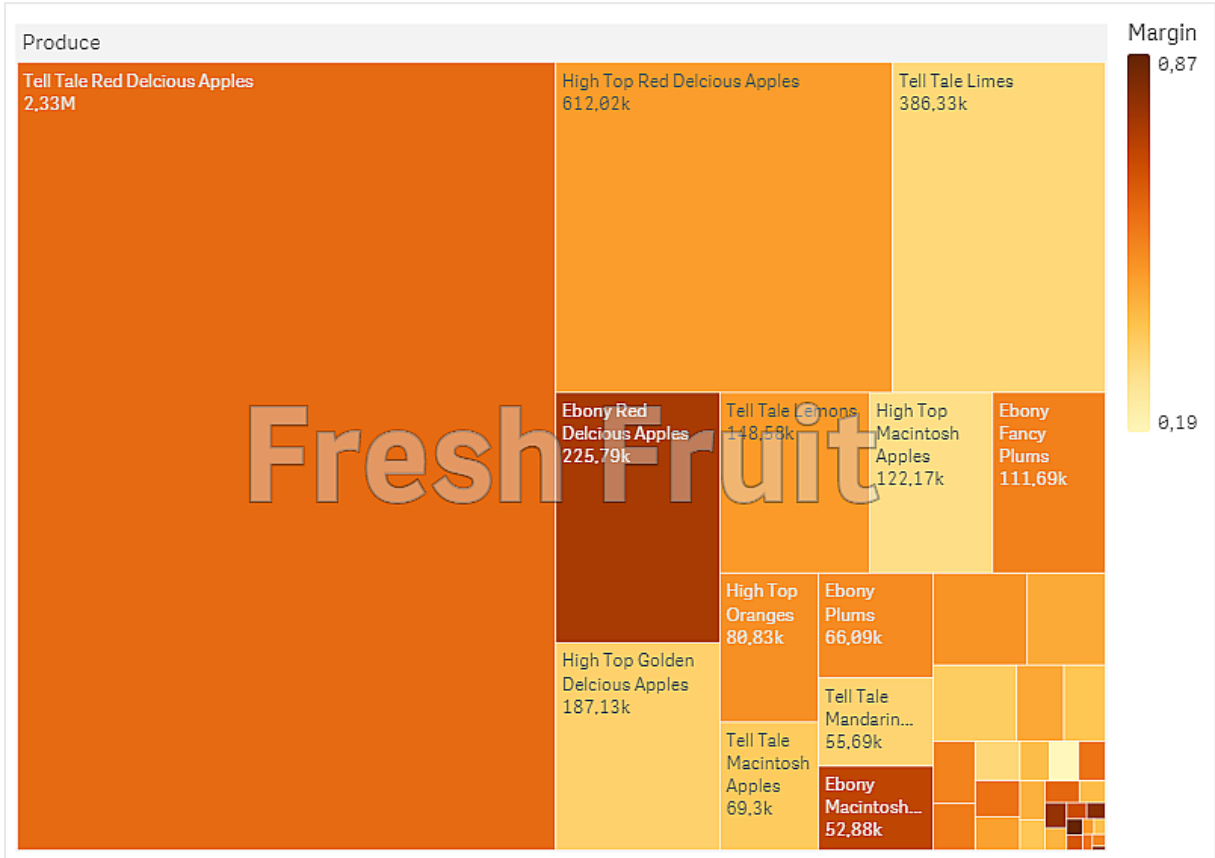 Produce
Margin
0,87
0,19
Tell Tale Red Delcious Apples
2,33M
High Top Red Delcious Apples
612,02k
Tell Tale Limes
386,33k
Ebony Red
Delcious Apples
225,79k
Tell Tale Lemons
148,58k
High Top
Macintosh
Apples
122,17k
Ebony
Fancy
Plums
111,69k
Fresh Fruit
High Top
Oranges
80,83k
Ebony
Plums
66,09k
High Top Golden
Delcious Apples
187,13k
Tell Tale
Mandarin...
55,69k
Tell Tale
Macintosh
Apples
69,3k
Ebony
Macintosh...
52,88k